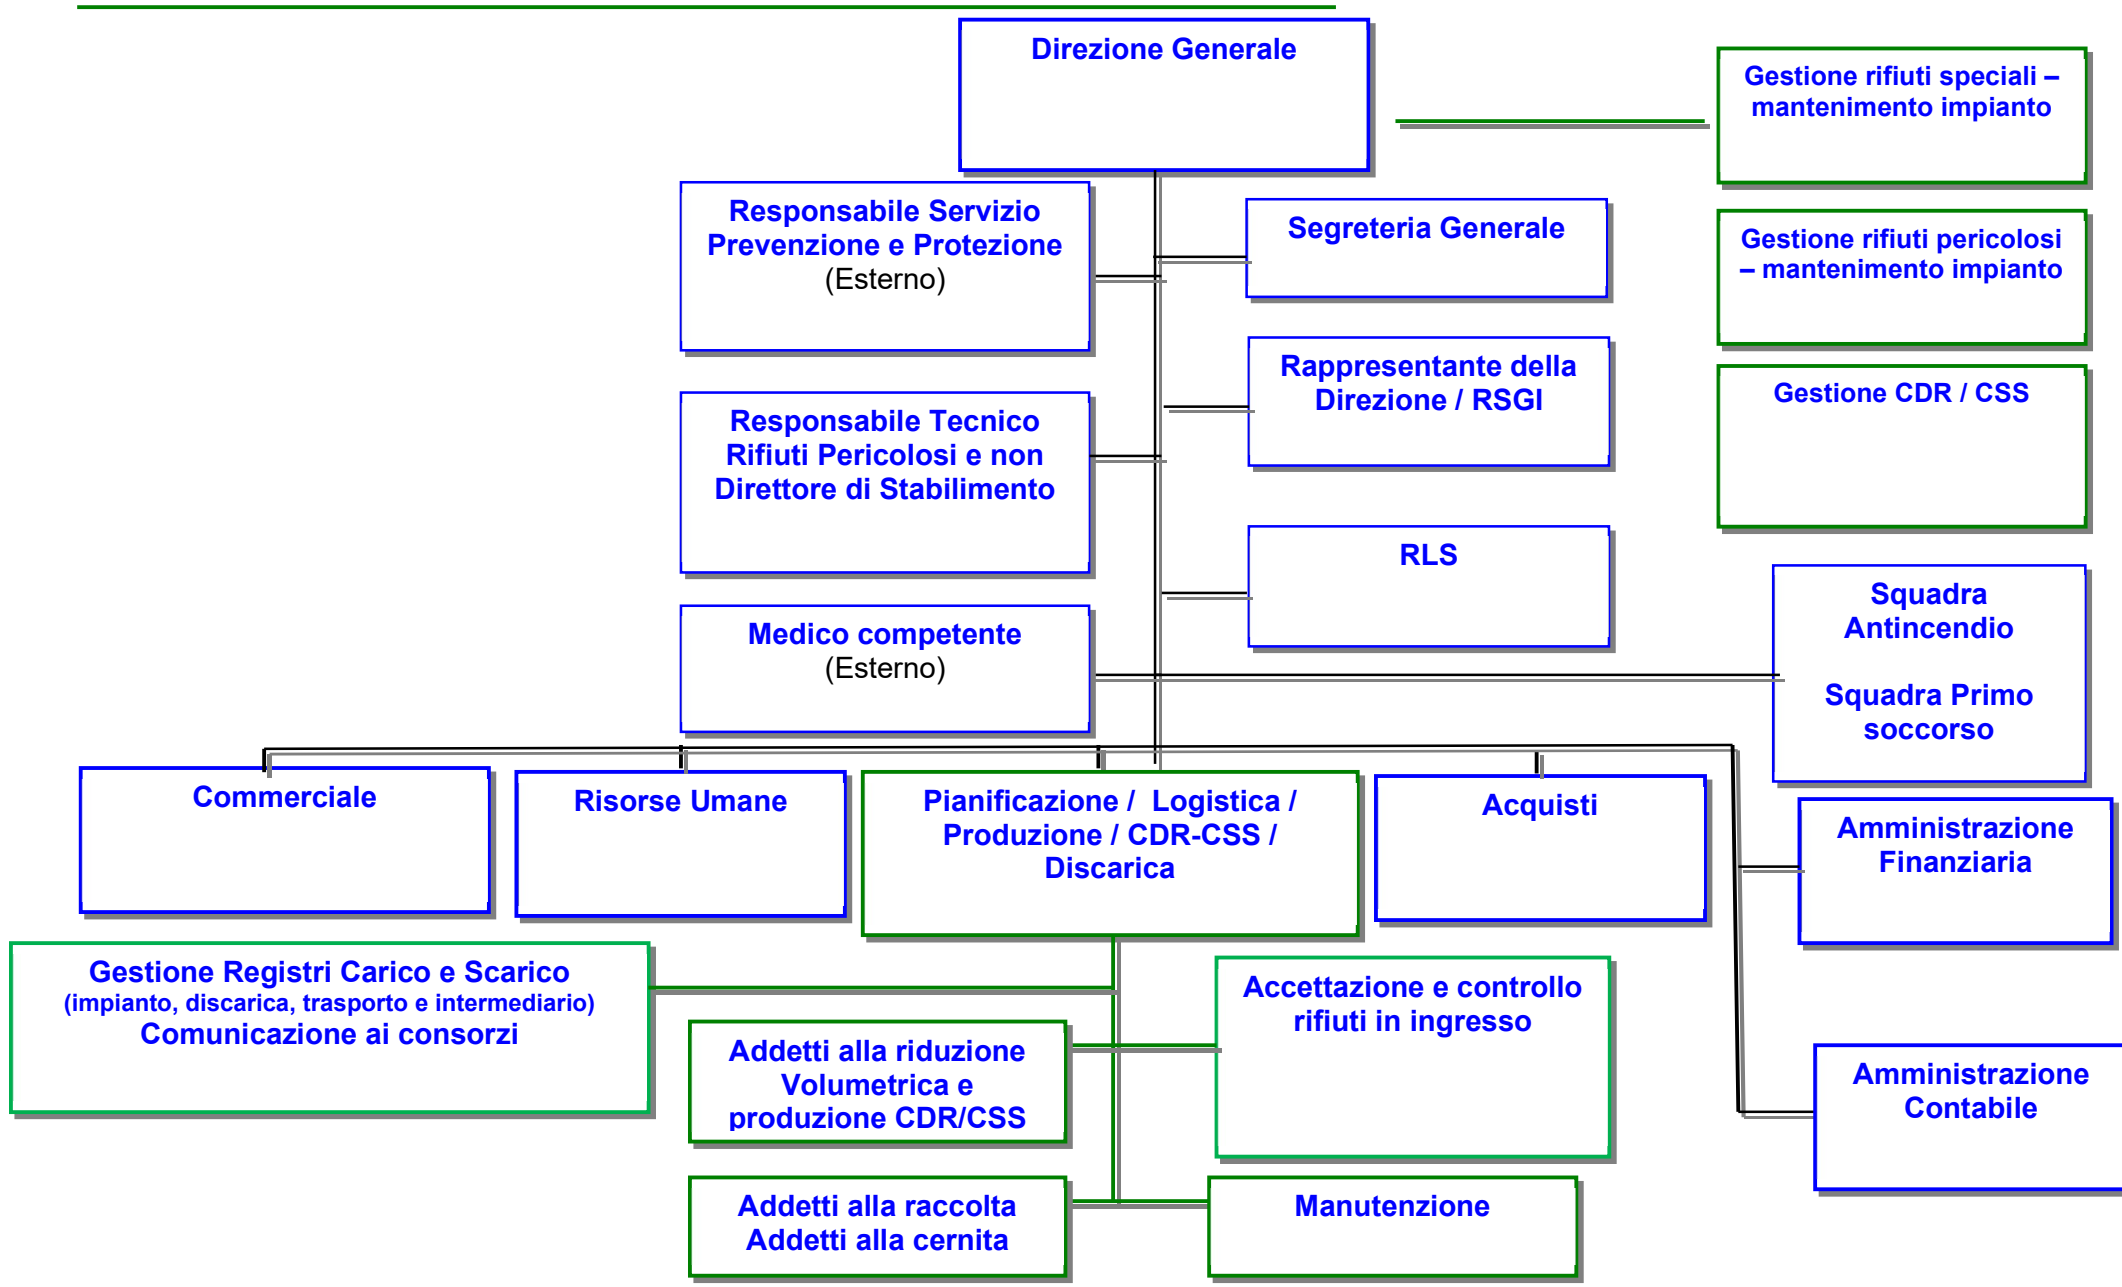 Direzione Generale
Gestione rifiuti speciali –
mantenimento impianto
Responsabile Servizio
Prevenzione e Protezione
(Esterno)
Segreteria Generale
Gestione rifiuti pericolosi
– mantenimento impianto
Rappresentante della
Direzione / RSGI
Gestione CDR / CSS
Responsabile Tecnico
Rifiuti Pericolosi e non
Direttore di Stabilimento
RLS
Squadra
Antincendio
Squadra Primo
soccorso
Medico competente
(Esterno)
Commerciale
Risorse Umane
Pianificazione / Logistica /
Produzione / CDR-CSS /
Discarica
Acquisti
Amministrazione
Finanziaria
Gestione Registri Carico e Scarico
(impianto, discarica, trasporto e intermediario)
Comunicazione ai consorzi
Accettazione e controllo
rifiuti in ingresso
Addetti alla riduzione
Volumetrica e
produzione CDR/CSS
Amministrazione
Contabile
Addetti alla raccolta
Addetti alla cernita
Manutenzione